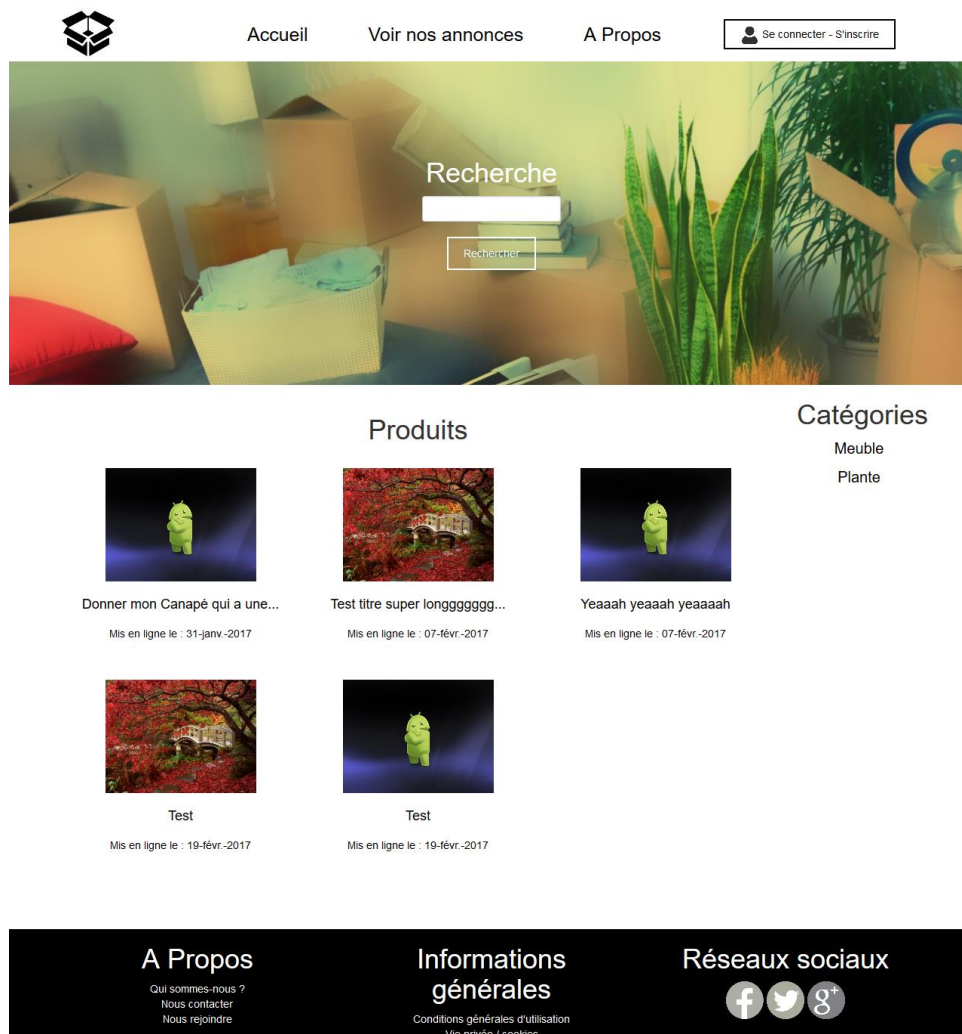 Accueil
Voir nos annonces
A Propos
Se connecter - S'inscrire
Recherche
Rechercher
Produits
Catégories
Meuble
Plante
Donner mon Canapé qui a une...
Mis en ligne le : 31-janv.-2017
Test titre super longggggggg...
Mis en ligne le : 07-févr.-2017
Yeaaah yeaaah yeaaaah
Mis en ligne le : 07-févr.-2017
Test
Mis en ligne le : 19-févr.-2017
Test
Mis en ligne le : 19-févr.-2017
A Propos
Qui sommes-nous ?
Nous contacter
Nous rejoindre
Informations
générales
Conditions générales d'utilisation
Vie privée / cookies
Réseaux sociaux